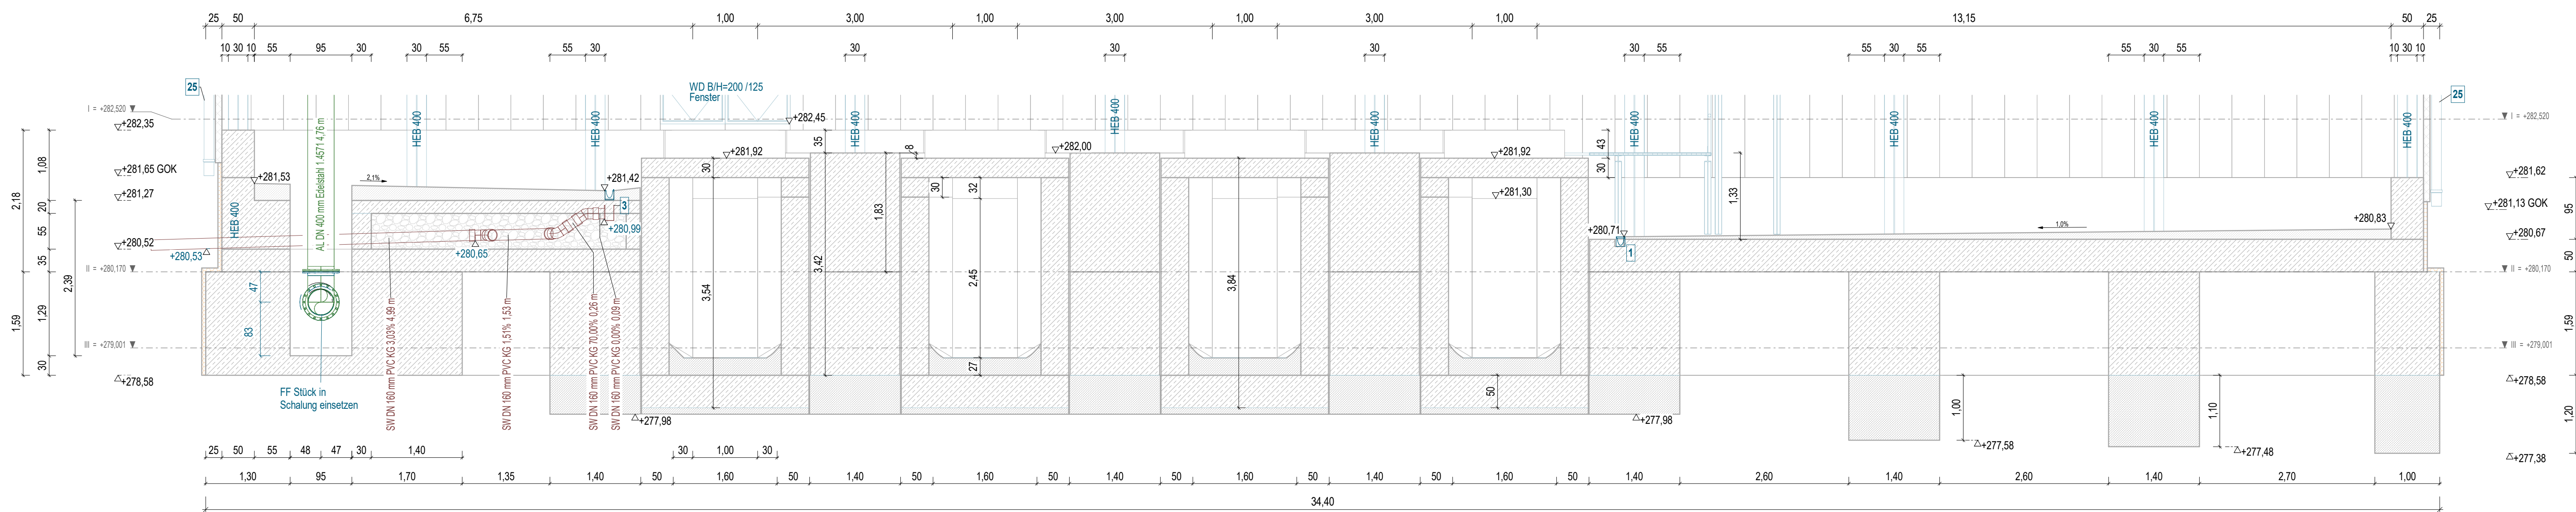 25 50 6,75 1,00 3,00 1,00 3,00 1,00 3,00 1,00 13,15 50 25
10 30 10 55 95 30 30 55 55 30 30 30 30 30 55 55 30 55 55 30 55 10 30 10
25
WD B/H=200 /125
Fenster
25
I = +282,520
+282,35
+282,45
I = +282,520
HEB 400
HEB 400
HEB 400
HEB 400
HEB 400
HEB 400
HEB 400
HEB 400
HEB 400
HEB 400
AL DN 400 mm Edelstahl 1.4571 4,76 m
35
8
43
1,08
+281,65 GOK
+281,53
2,1%
+281,42
+281,92
+282,00
+281,92
+281,62
30
30
32
30
1,33
+281,27
+281,30
+281,13 GOK
2,18
20
3
1,83
95
+280,99
+280,71
1
1,0%
+280,83
+280,67
55
+280,52
+280,53
+280,65
50
35
II = +280,170
II = +280,170
2,39
47
3,42
2,45
3,54
3,84
1,59
1,29
83
1,59
SW DN 160 mm PVC KG 3,03% 4,99 m
SW DN 160 mm PVC KG 1,51% 1,53 m
SW DN 160 mm PVC KG 70,00% 0,26 m
SW DN 160 mm PVC KG 0,00% 0,09 m
III = +279,001
III = +279,001
30
27
+278,58
+278,58
FF Stück in
Schalung einsetzen
50
1,00
1,10
1,20
+277,98
+277,98
+277,58
+277,48
+277,38
25 50 55 48 47 30 1,40 30 1,00 30
1,30 95 1,70 1,35 1,40 50 1,60 50 1,40 50 1,60 50 1,40 50 1,60 50 1,40 50 1,60 50 1,40 2,60 1,40 2,60 1,40 2,70 1,00
34,40